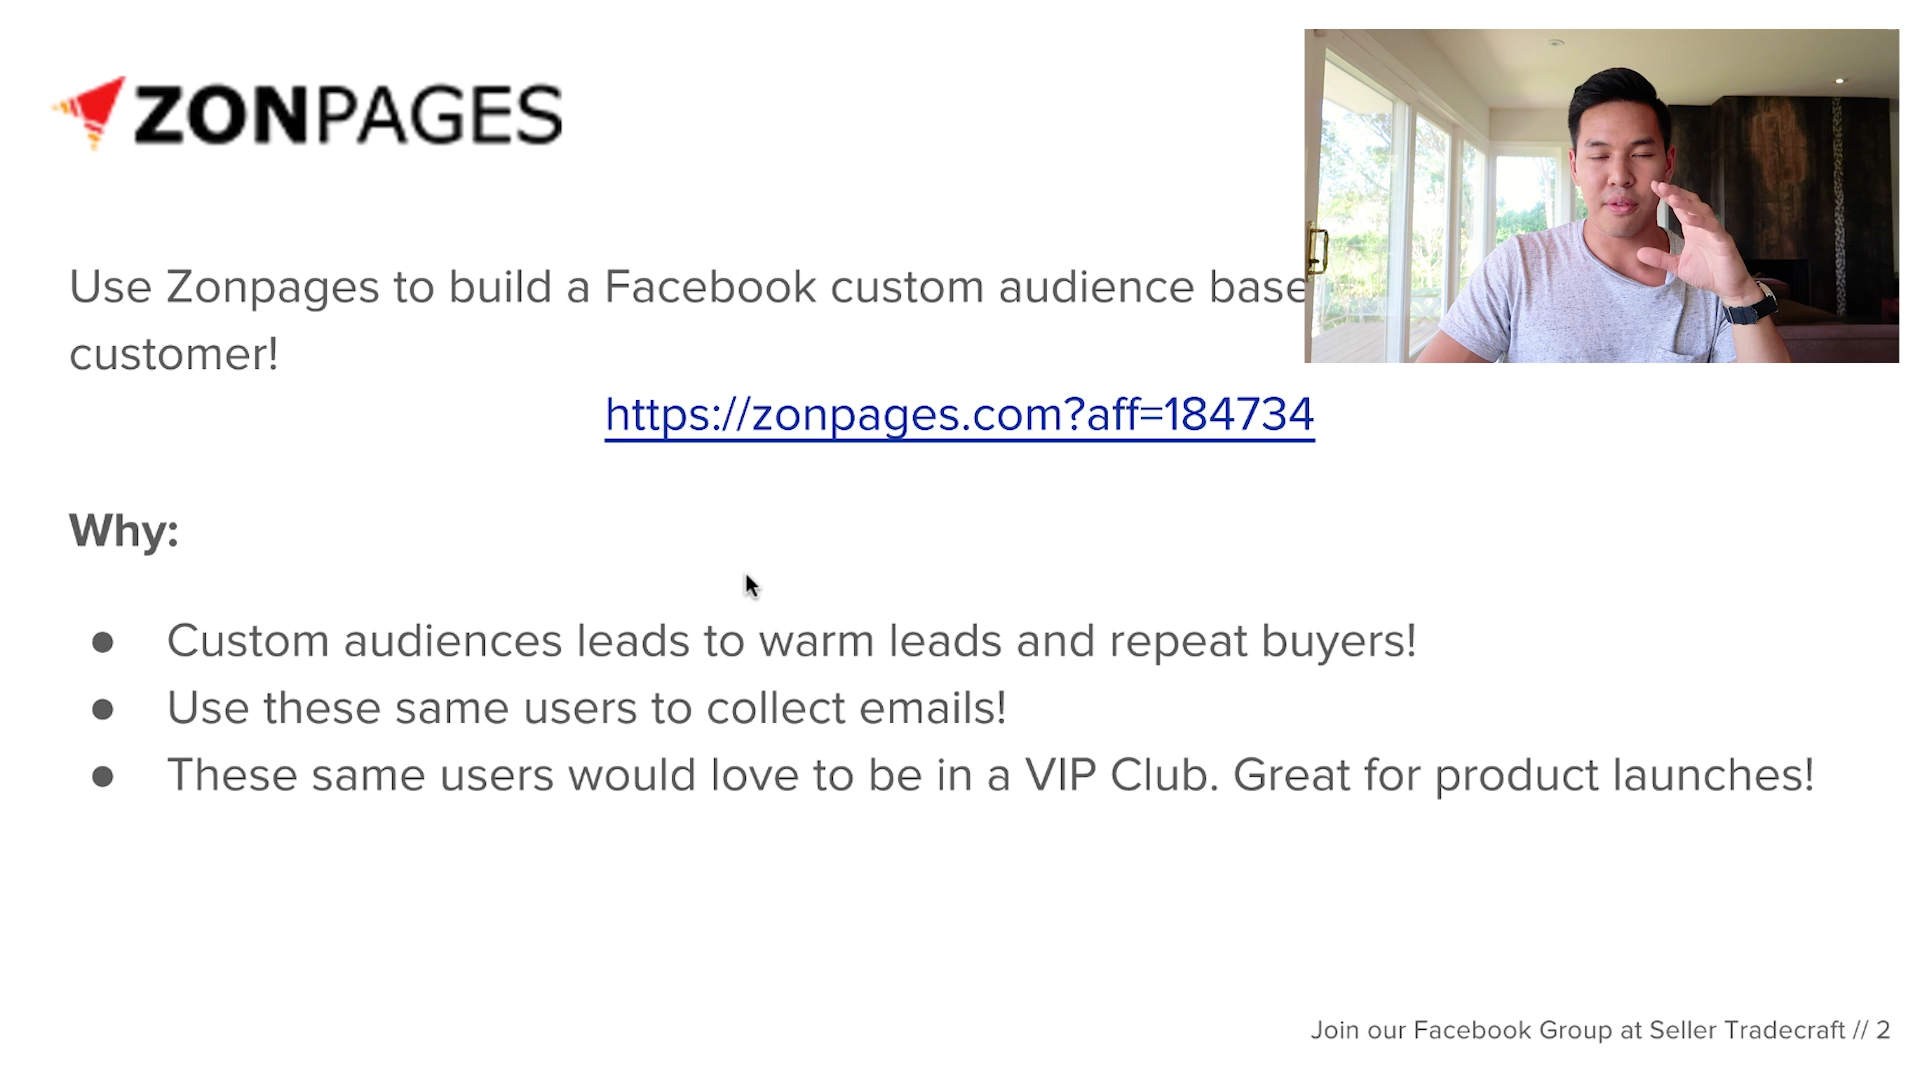 ZONPAGES
Use Zonpages to build a Facebook custom audience base
customer!
https://zonpages.com?aff=184734
Why:
● Custom audiences leads to warm leads and repeat buyers!
● Use these same users to collect emails!
● These same users would love to be in a VIP Club. Great for product launches!
Join our Facebook Group at Seller Tradecraft // 2